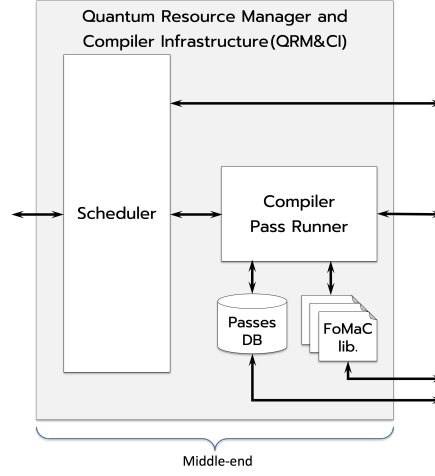 Quantum Resource Manager and
Compiler Infrastructure(QRM&CI)
Scheduler
Compiler
Pass Runner
Passes
DB
FoMaC
lib.
Middle-end